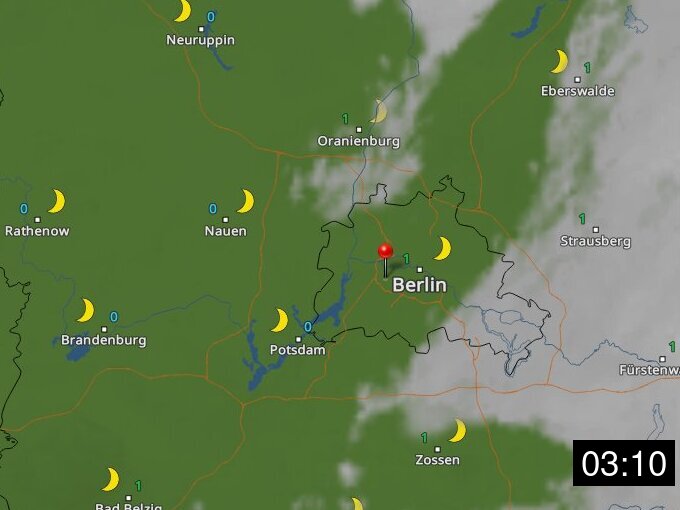 0
Neuruppin
1
Eberswalde
1
Oranienburg
0
Rathenow
0
Nauen
1
Strausberg
1
Berlin
0
Brandenburg
0
Potsdam
1
Fürstenwa
1
Zossen
03:10
1
Bad Belzig